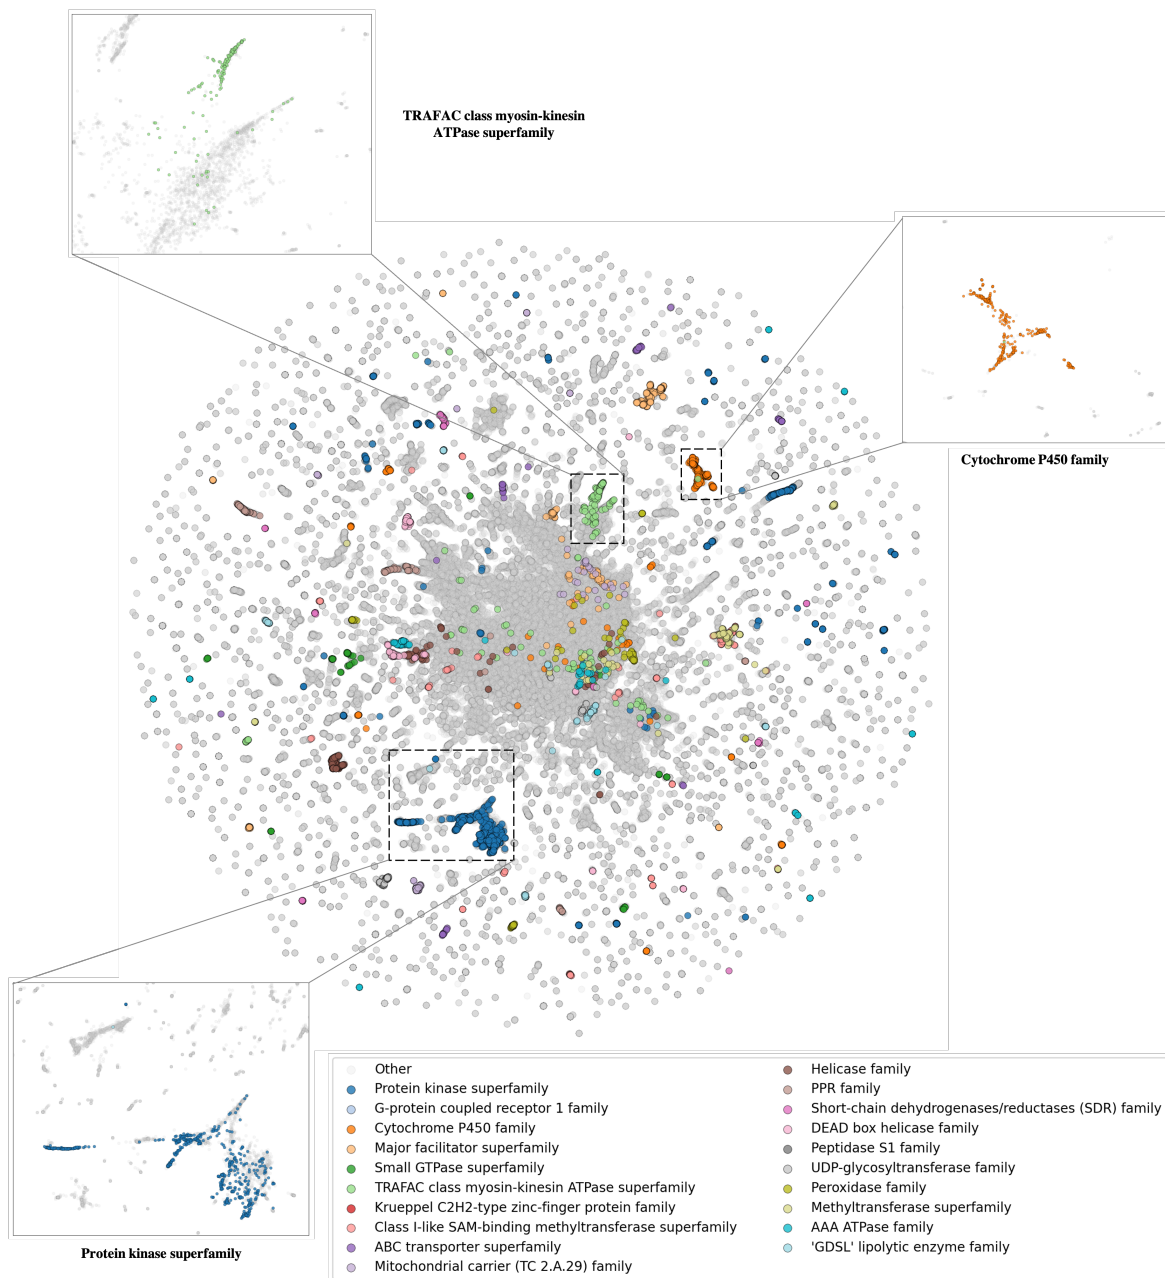 TRAFAC class myosin-kinesin
ATPase superfamily
Cytochrome P450 family
Protein kinase superfamily
Other
Protein kinase superfamily
G-protein coupled receptor 1 family
Cytochrome P450 family
Major facilitator superfamily
Small GTPase superfamily
TRAFAC class myosin-kinesin ATPase superfamily
Krueppel C2H2-type zinc-finger protein family
Class I-like SAM-binding methyltransferase superfamily
ABC transporter superfamily
Mitochondrial carrier (TC 2.A.29) family
Helicase family
PPR family
Short-chain dehydrogenases/reductases (SDR) family
DEAD box helicase family
Peptidase S1 family
UDP-glycosyltransferase family
Peroxidase family
Methyltransferase superfamily
AAA ATPase family
'GDSL' lipolytic enzyme family